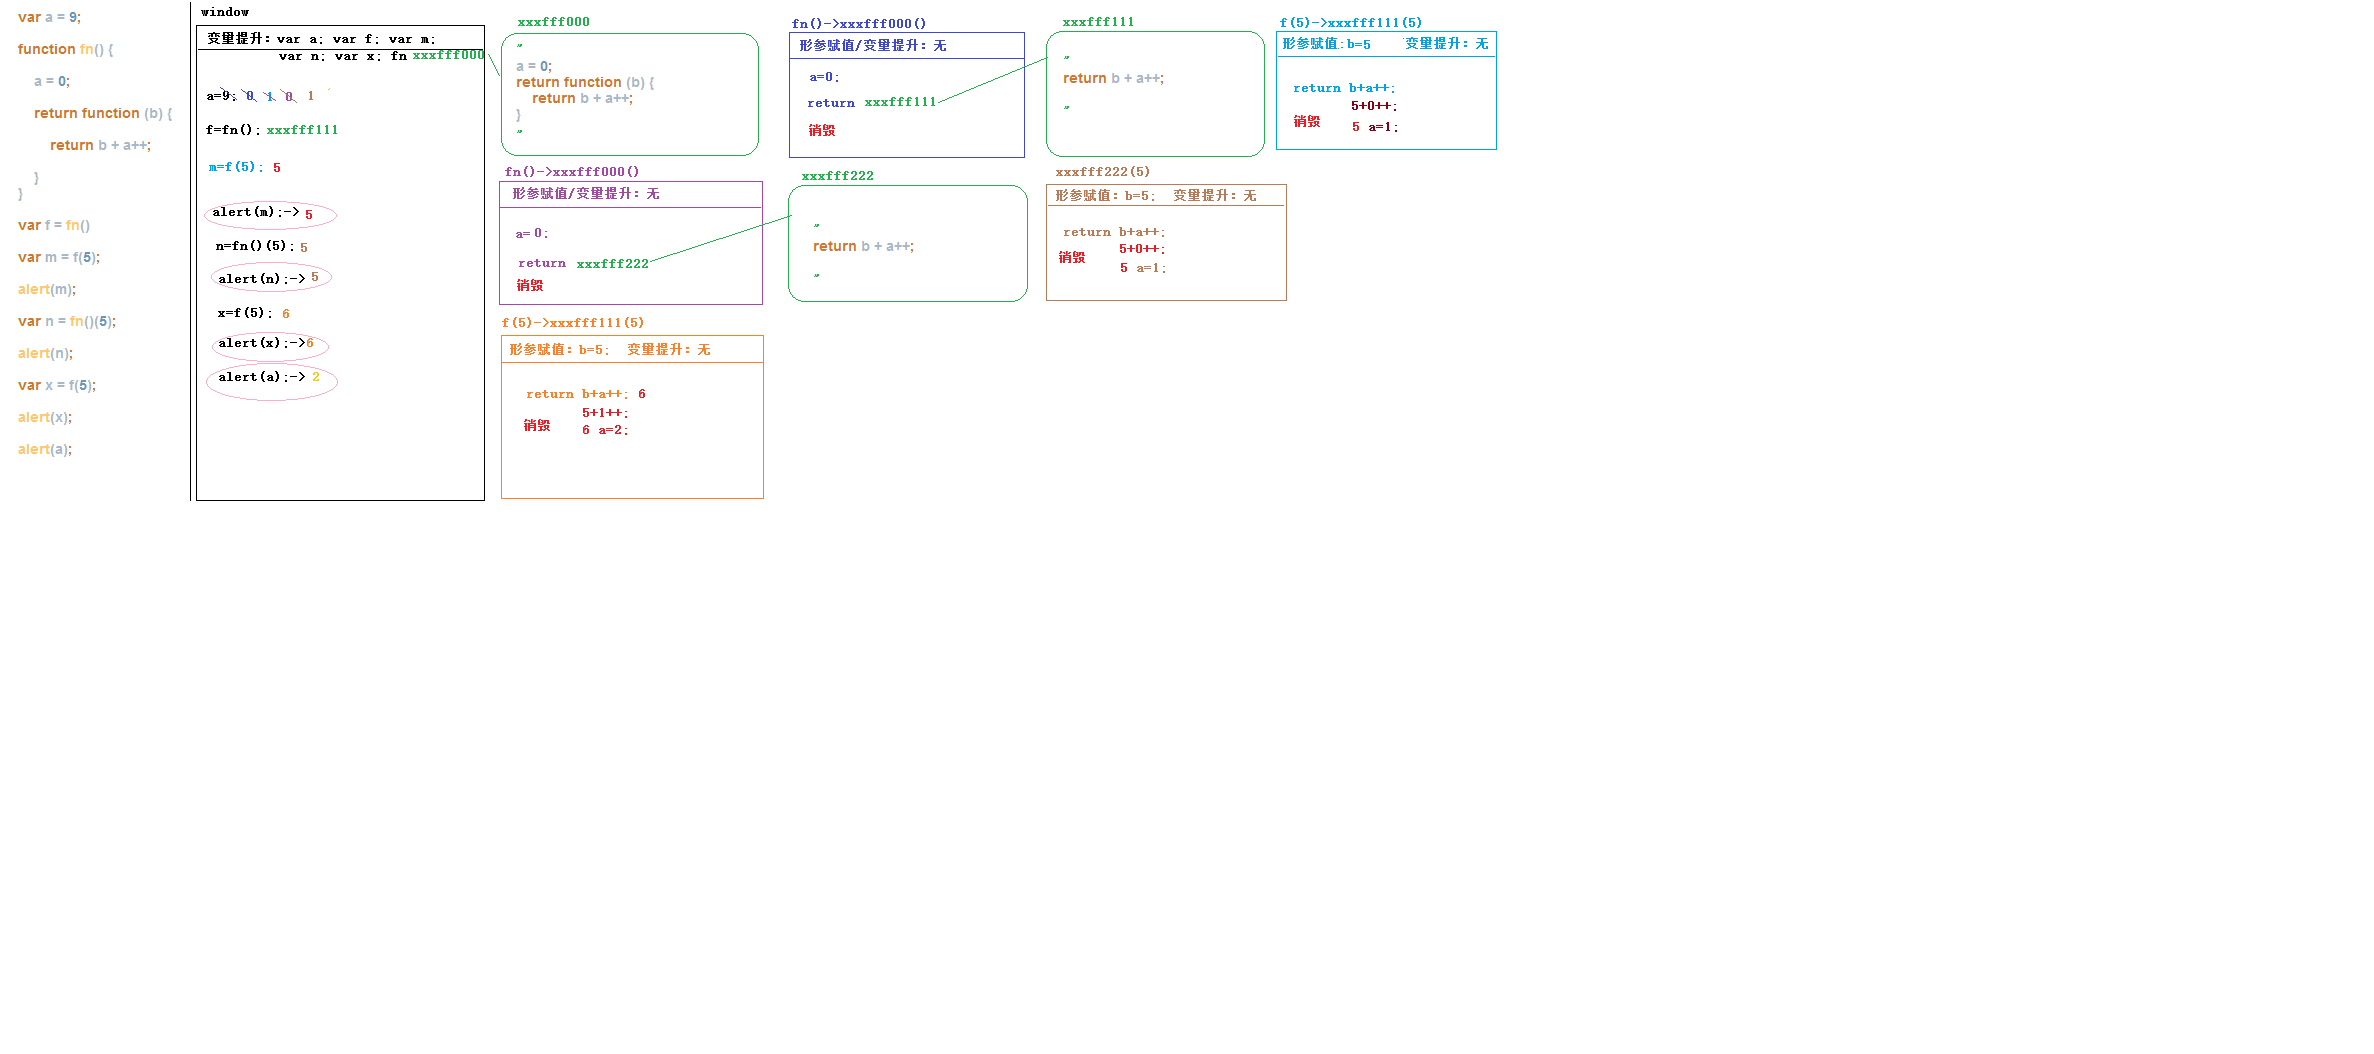 var a = 9;
function fn() {
a = 0;
return function (b) {
return b + a++;
}
}
var f = fn()
var m = f(5);
alert(m);
var n = fn()(5);
alert(n);
var x = f(5);
alert(x);
alert(a);
window
变量提升: var a; var f; var m;
var n; var x; fn xxxfff000
a=9; 0 1 0 1
f=fn(); xxxfff111
m=f(5); 5
alert(m);-> 5
n=fn()(5); 5
alert(n);-> 5
x=f(5); 6
alert(x);->6
alert(a);-> 2
xxxfff000
"
a = 0;
return function (b) {
return b + a++;
}
"
fn()->xxxfff000()
形参赋值/变量提升: 无
a=0;
return xxxfff111
销毁
xxxfff111
"
return b + a++;
"
f(5)->xxxfff111(5)
形参赋值:b=5 变量提升: 无
return b+a++;
5+0++;
销毁 5 a=1;
fn()->xxxfff000()
形参赋值/变量提升: 无
a= 0;
return xxxfff222
销毁
xxxfff222
"
return b + a++;
"
xxxfff222(5)
形参赋值: b=5; 变量提升: 无
return b+a++;
5+0++;
销毁
5 a=1;
f(5)->xxxfff111(5)
形参赋值: b=5; 变量提升: 无
return b+a++; 6
5+1++;
销毁 6 a=2;